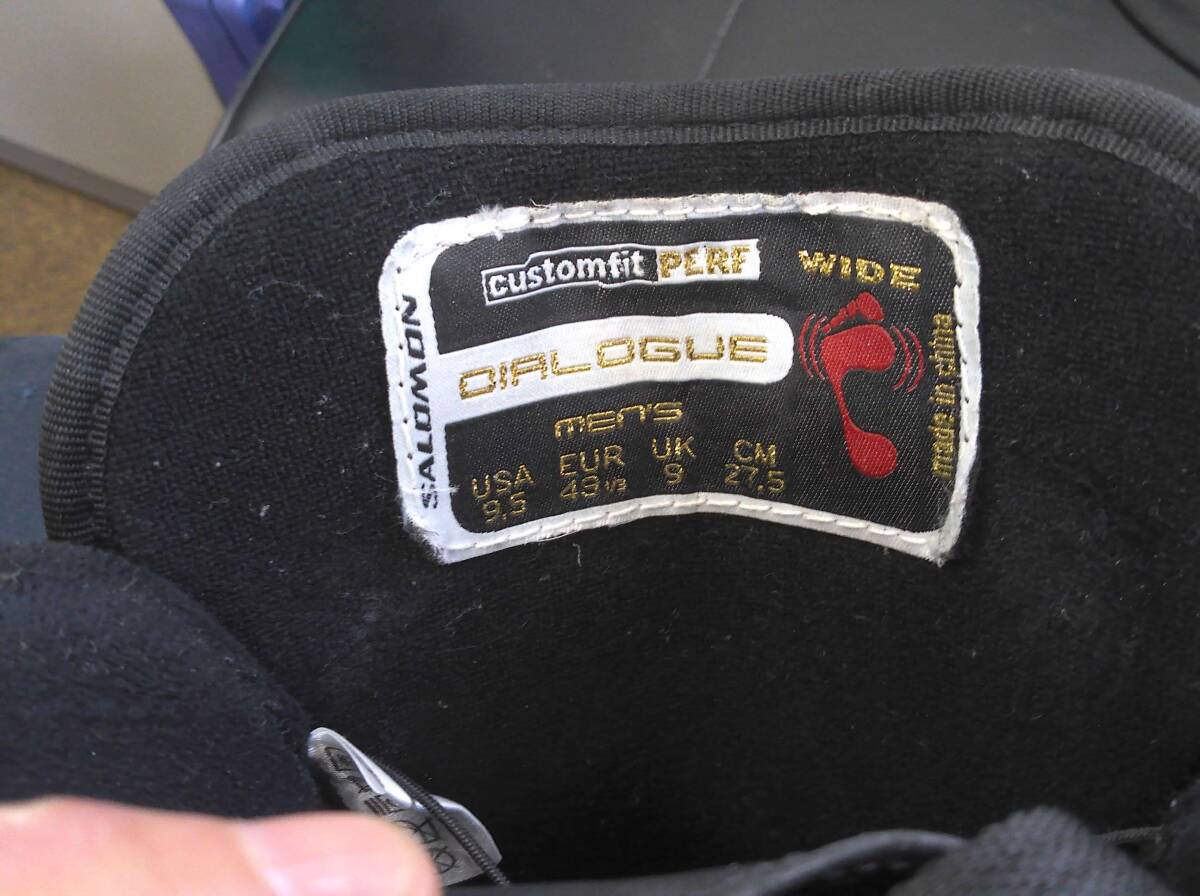 customfit PERF
WIDE
SALOMON
DIALOGUE
men's
USA EUR UK CM
9.5 43 1/3 9 27.5
made in china